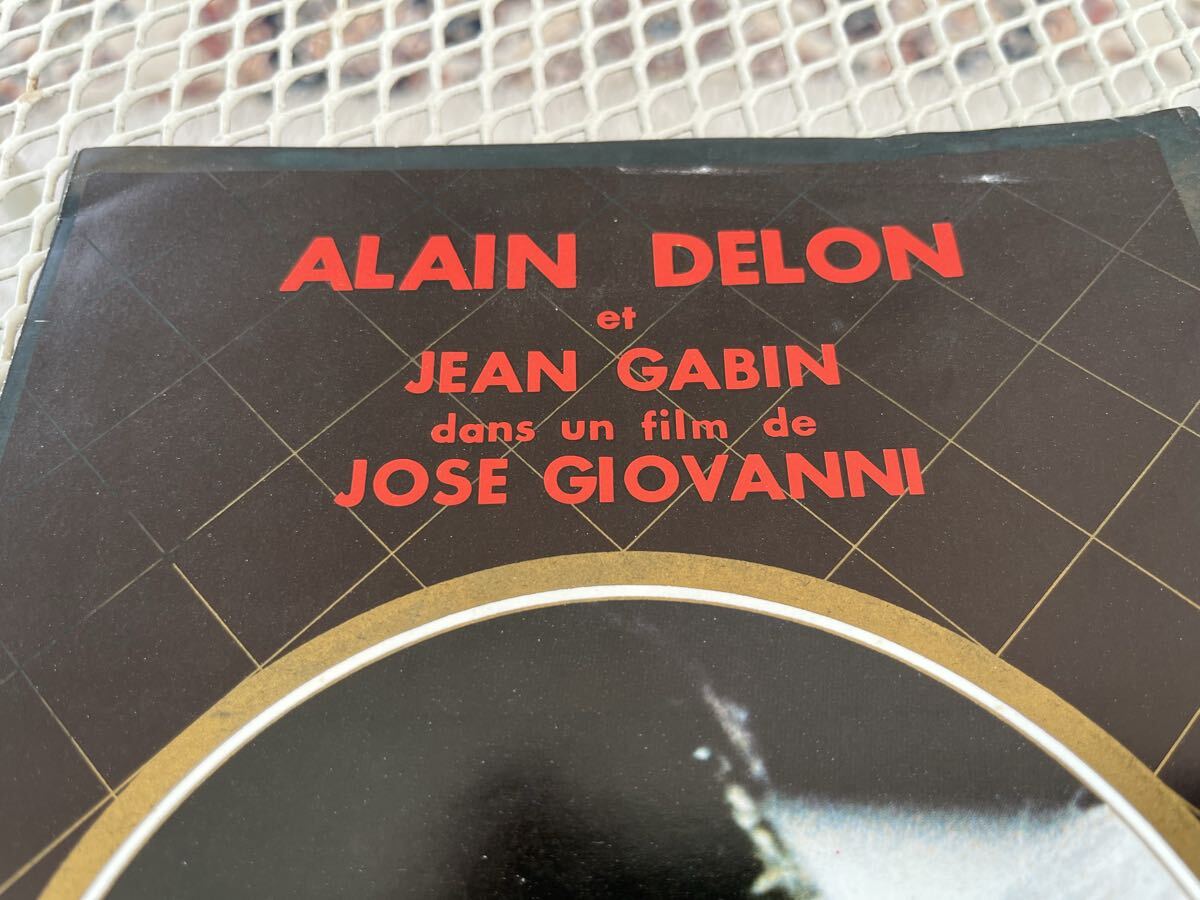 ALAIN DELON
et
JEAN GABIN
dans un film de
JOSE GIOVANNI